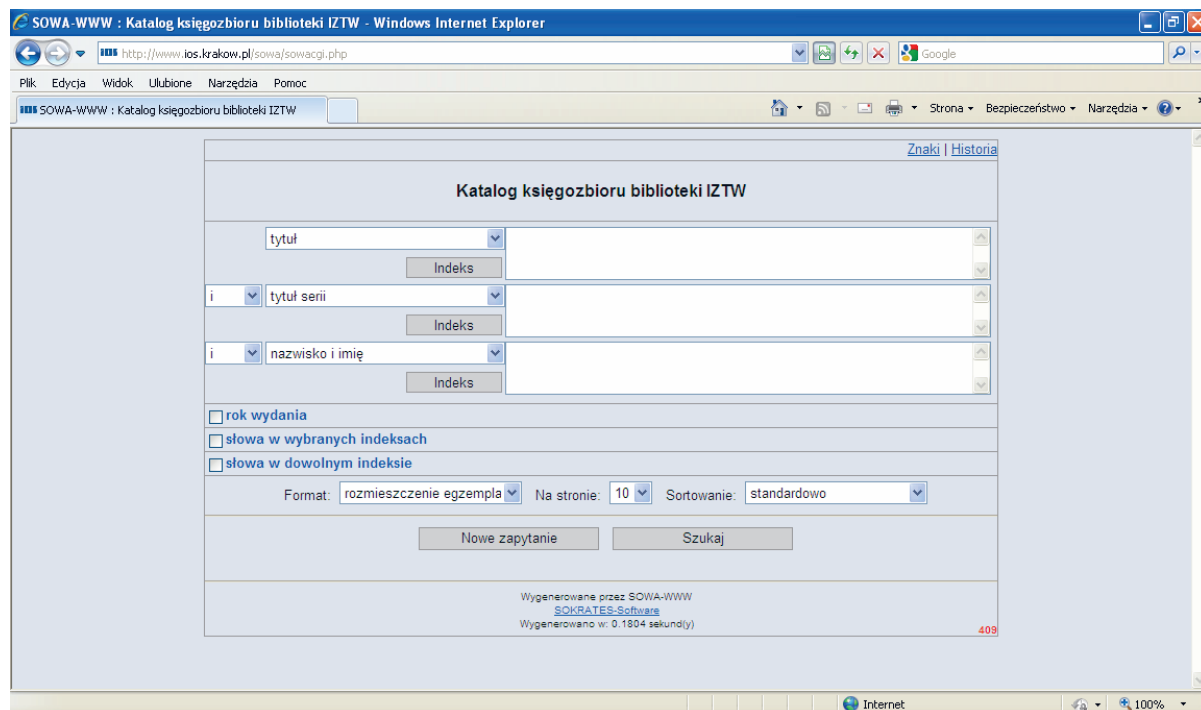 SOWA-WWW : Katalog księgozbioru biblioteki IZTW - Windows Internet Explorer
http://www.ios.krakow.pl/sowa/sowacgi.php
Google
Plik Edycja Widok Ulubione Narzędzia Pomoc
SOWA-WWW : Katalog księgozbioru biblioteki IZTW
Strona Bezpieczeństwo Narzędzia
Znaki | Historia
Katalog księgozbioru biblioteki IZTW
tytuł
Indeks
i tytuł serii
Indeks
i nazwisko i imię
Indeks
rok wydania
słowa w wybranych indeksach
słowa w dowolnym indeksie
Format: rozmieszczenie egzempla Na stronie: 10 Sortowanie: standardowo
Nowe zapytanie Szukaj
Wygenerowane przez SOWA-WWW
SOKRATES-Software
Wygenerowano w: 0.1804 sekund(y)
409
Internet 100%